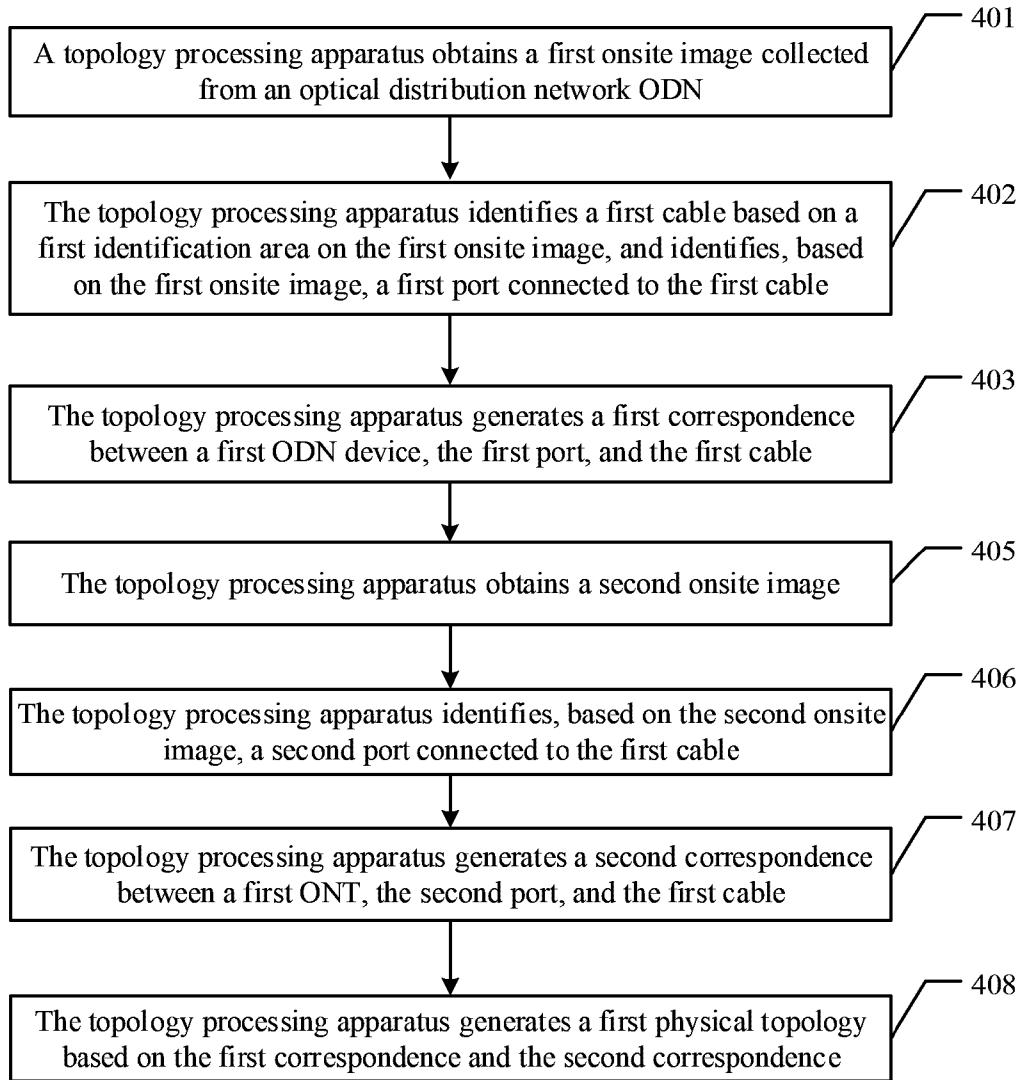 401
A topology processing apparatus obtains a first onsite image collected
from an optical distribution network ODN
402
The topology processing apparatus identifies a first cable based on a
first identification area on the first onsite image, and identifies, based
on the first onsite image, a first port connected to the first cable
403
The topology processing apparatus generates a first correspondence
between a first ODN device, the first port, and the first cable
405
The topology processing apparatus obtains a second onsite image
406
The topology processing apparatus identifies, based on the second onsite
image, a second port connected to the first cable
407
The topology processing apparatus generates a second correspondence
between a first ONT, the second port, and the first cable
408
The topology processing apparatus generates a first physical topology
based on the first correspondence and the second correspondence